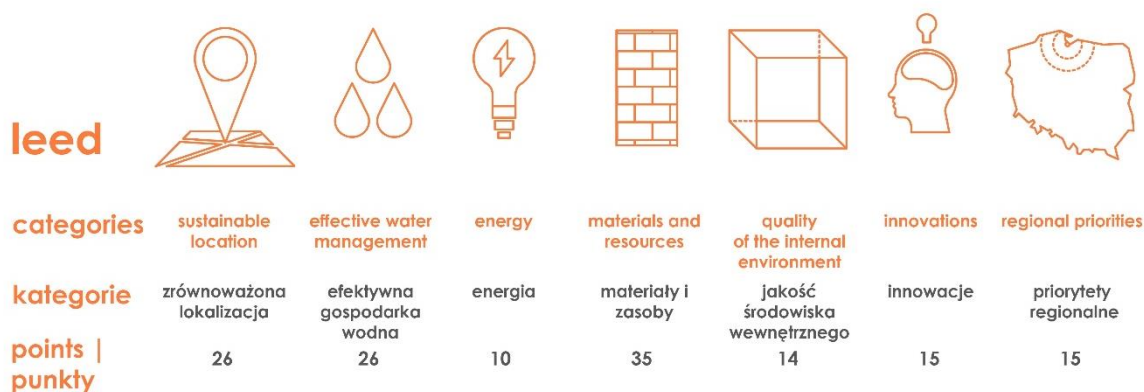 leed
categories
sustainable location
effective water management
energy
materials and resources
quality of the internal environment
innovations
regional priorities
kategorie
zrównoważona lokalizacja
efektywna gospodarka wodna
energia
materiały i zasoby
jakość środowiska wewnętrznego
innowacje
priorytety regionalne
points | punkty
26
26
10
35
14
15
15